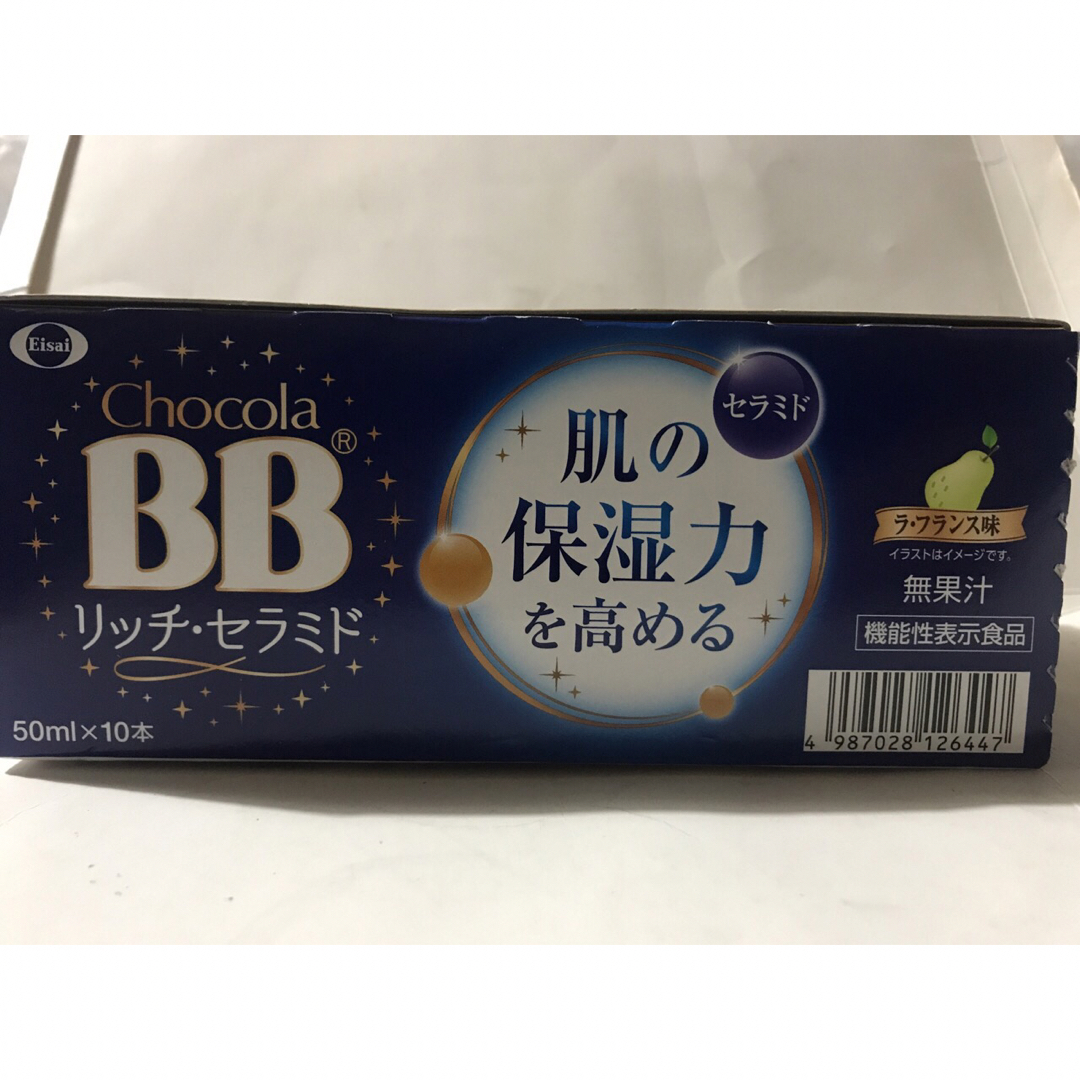 Eisai
Chocola
BB®
リッチ・セラミド
50ml×10本
セラミド
肌の
保湿力
を高める
ラ・フランス味
イラストはイメージです。
無果汁
機能性表示食品
4 987028 126447